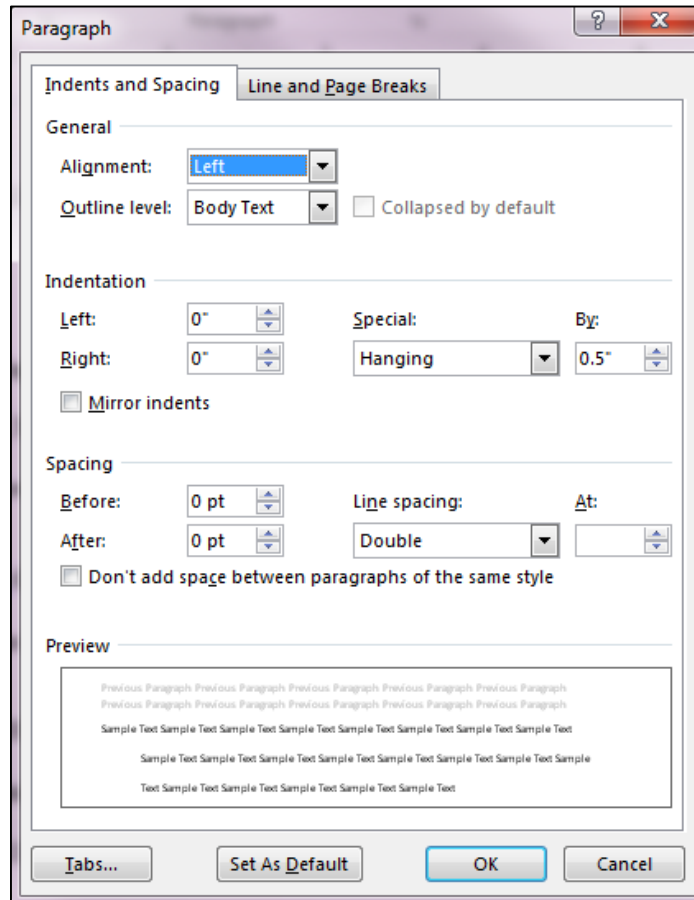 Paragraph
?
Indents and Spacing Line and Page Breaks
General
Alignment: Left
Outline level: Body Text Collapsed by default
Indentation
Left: 0" Special: By:
Right: 0" Hanging 0.5"
Mirror indents
Spacing
Before: 0 pt Line spacing: At:
After: 0 pt Double
Don't add space between paragraphs of the same style
Preview
Previous Paragraph Previous Paragraph Previous Paragraph Previous Paragraph Previous Paragraph
Previous Paragraph Previous Paragraph Previous Paragraph Previous Paragraph Previous Paragraph
Sample Text Sample Text Sample Text Sample Text Sample Text Sample Text Sample Text Sample Text
Sample Text Sample Text Sample Text Sample Text Sample Text Sample Text Sample Text Sample
Text Sample Text Sample Text Sample Text Sample Text Sample Text
Tabs... Set As Default OK Cancel